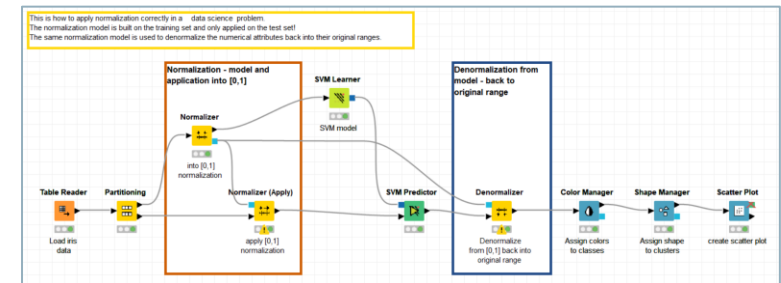 This is how to apply normalization correctly in a data science problem
The normalization model is built on the training set and only applied on the test set!
The same normalization model is used to denormalize the numerical attributes back into their original ranges.
Normalization - model and
application into [0,1]
Denormalization from
model - back to
original range
SVM Learner
SVM model
Normalizer
into [0,1]
normalization
Table Reader
Load iris
data
Partitioning
Normalizer (Apply)
apply [0,1]
normalization
SVM Predictor
Denormalizer
Denormalize
from [0,1] back into
original range
Color Manager
Assign colors
to classes
Shape Manager
Assign shape
to clusters
Scatter Plot
create scatter plot